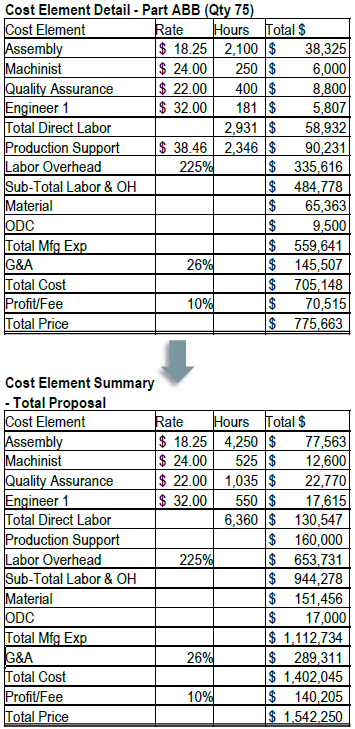 Cost Element Detail - Part ABB (Qty 75)
Cost Element Rate Hours Total $
Assembly $ 18.25 2,100 $ 38,325
Machinist $ 24.00 250 $ 6,000
Quality Assurance $ 22.00 400 $ 8,800
Engineer 1 $ 32.00 181 $ 5,807
Total Direct Labor 2,931 $ 58,932
Production Support $ 38.46 2,346 $ 90,231
Labor Overhead 225% $ 335,616
Sub-Total Labor & OH $ 484,778
Material $ 65,363
ODC $ 9,500
Total Mfg Exp $ 559,641
G&A 26% $ 145,507
Total Cost $ 705,148
Profit/Fee 10% $ 70,515
Total Price $ 775,663
Cost Element Summary
- Total Proposal
Cost Element Rate Hours Total $
Assembly $ 18.25 4,250 $ 77,563
Machinist $ 24.00 525 $ 12,600
Quality Assurance $ 22.00 1,035 $ 22,770
Engineer 1 $ 32.00 550 $ 17,615
Total Direct Labor 6,360 $ 130,547
Production Support $ 160,000
Labor Overhead 225% $ 653,731
Sub-Total Labor & OH $ 944,278
Material $ 151,456
ODC $ 17,000
Total Mfg Exp $ 1,112,734
G&A 26% $ 289,311
Total Cost $ 1,402,045
Profit/Fee 10% $ 140,205
Total Price $ 1,542,250